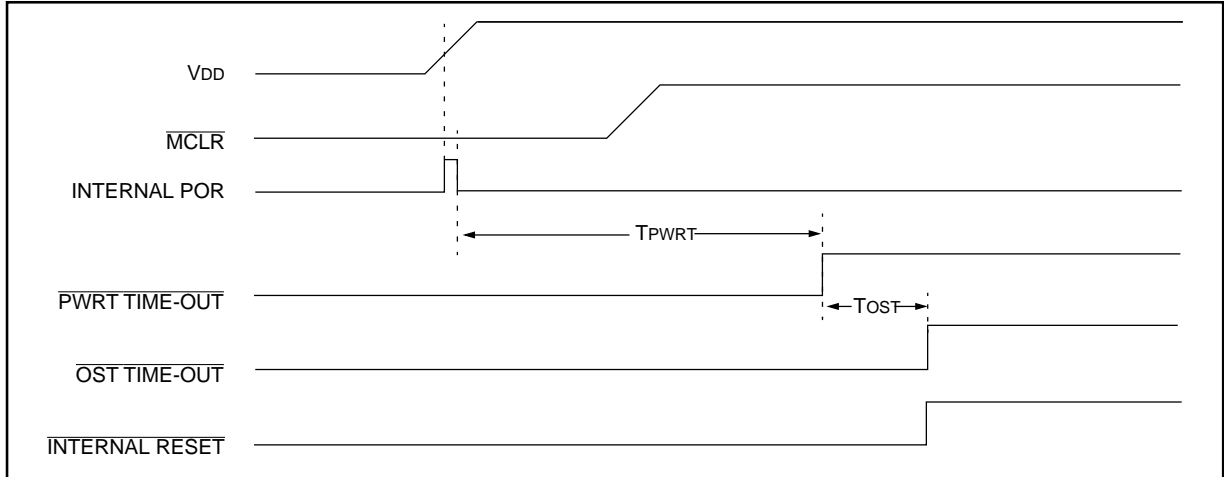 VDD
MCLR
INTERNAL POR
TPWRT
PWRT TIME-OUT
TOST
OST TIME-OUT
INTERNAL RESET